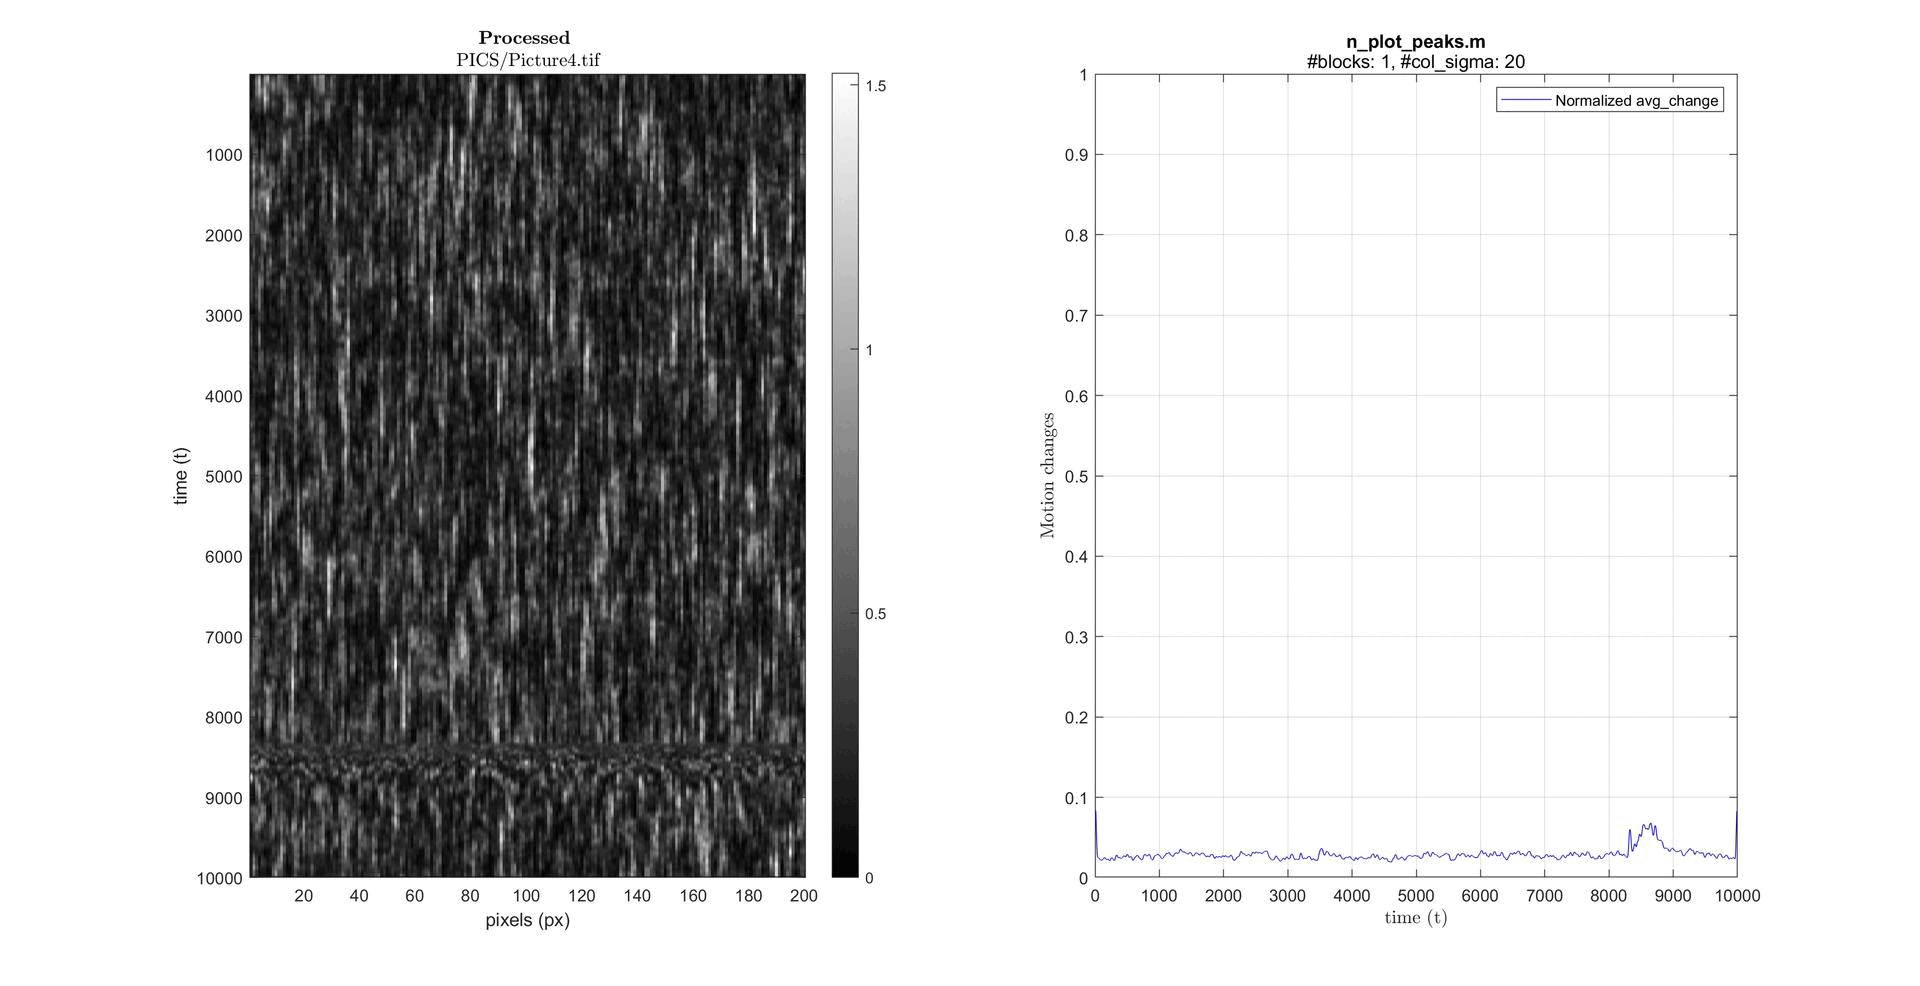 Processed
PICS/Picture4.tif
1000
2000
3000
4000
5000
6000
7000
8000
9000
10000
time (t)
20 40 60 80 100 120 140 160 180 200
pixels (px)
1.5
1
0.5
0
n_plot_peaks.m
#blocks: 1, #col_sigma: 20
Normalized avg_change
1
0.9
0.8
0.7
0.6
0.5
0.4
0.3
0.2
0.1
0
Motion changes
0 1000 2000 3000 4000 5000 6000 7000 8000 9000 10000
time (t)